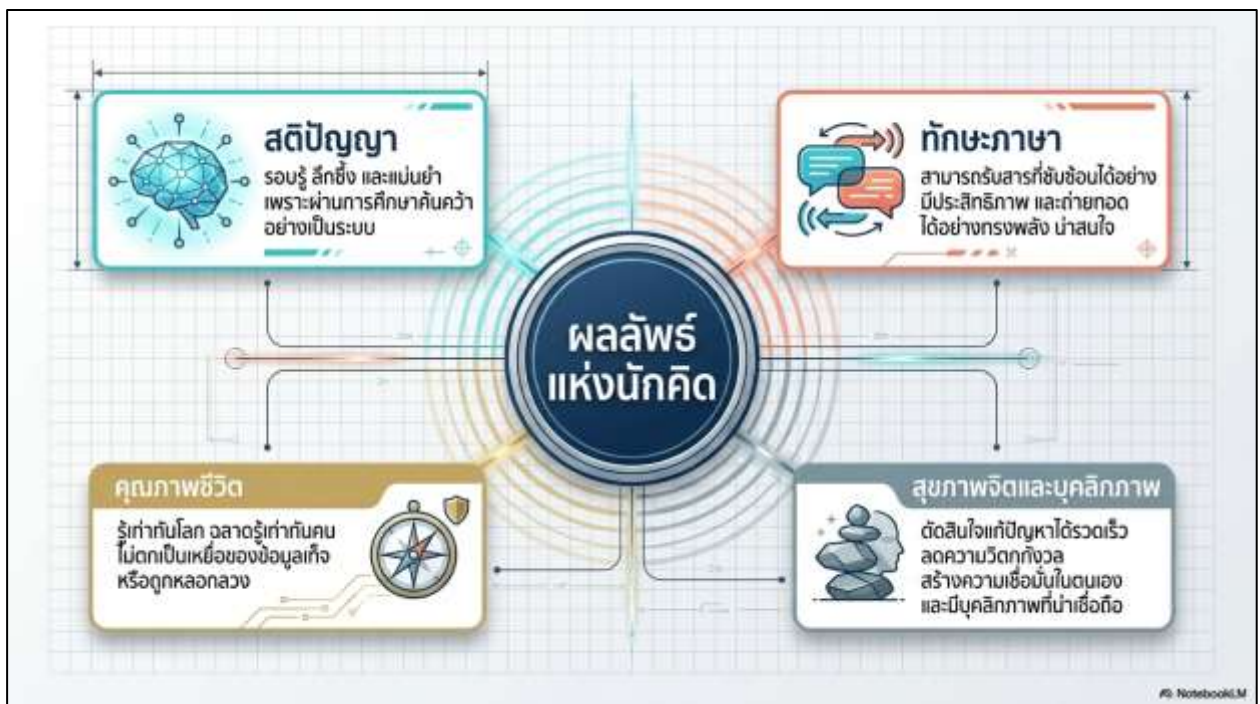 สติปัญญา
รอบรู้ ลึกซึ้ง และแม่นยำ
เพราะผ่านการศึกษาค้นคว้า
อย่างเป็นระบบ
ทักษะภาษา
สามารถรับสารที่ซับซ้อนได้อย่าง
มีประสิทธิภาพ และถ่ายทอด
ได้อย่างทรงพลัง น่าสนใจ
ผลลัพธ์
แห่งนักคิด
คุณภาพชีวิต
รู้เท่าทันโลก ฉลาดรู้เท่าทันคน
ไม่ตกเป็นเหยื่อของข้อมูลเท็จ
หรือถูกหลอกลวง
สุขภาพจิตและบุคลิกภาพ
ตัดสินใจแก้ปัญหาได้รวดเร็ว
ลดความวิตกกังวล
สร้างความเชื่อมั่นในตนเอง
และมีบุคลิกภาพที่น่าเชื่อถือ
NotebookLM